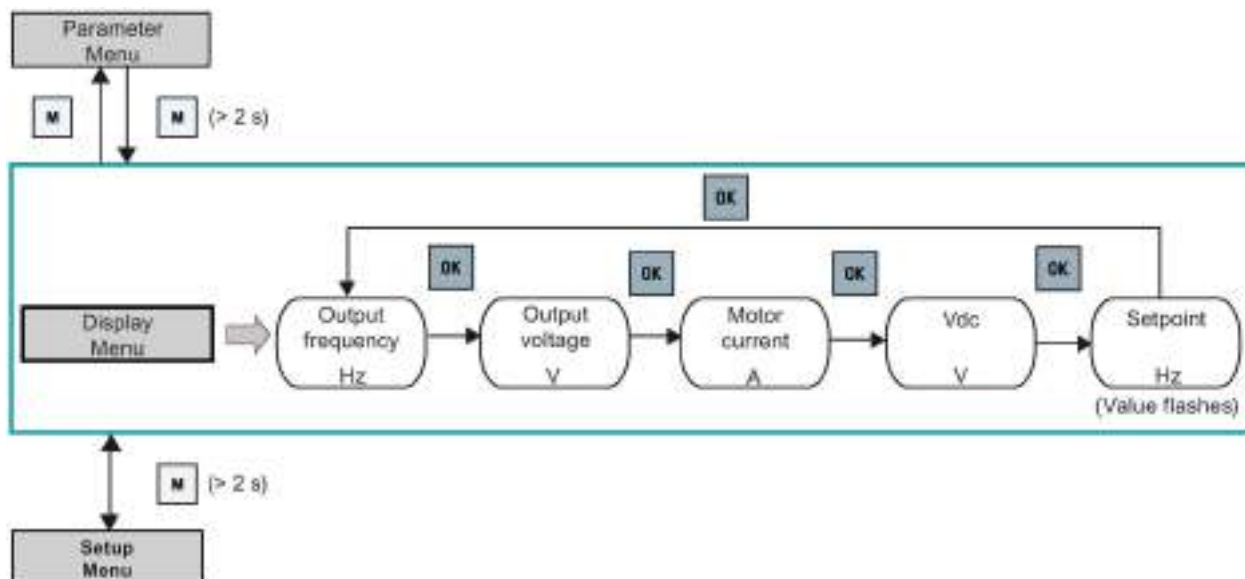 Parameter
Menu
M
M (> 2 s)
OK
OK
OK
OK
OK
Display
Menu
Output
frequency
Hz
Output
voltage
V
Motor
current
A
Vdc
V
Setpoint
Hz
(Value flashes)
M (> 2 s)
Setup
Menu